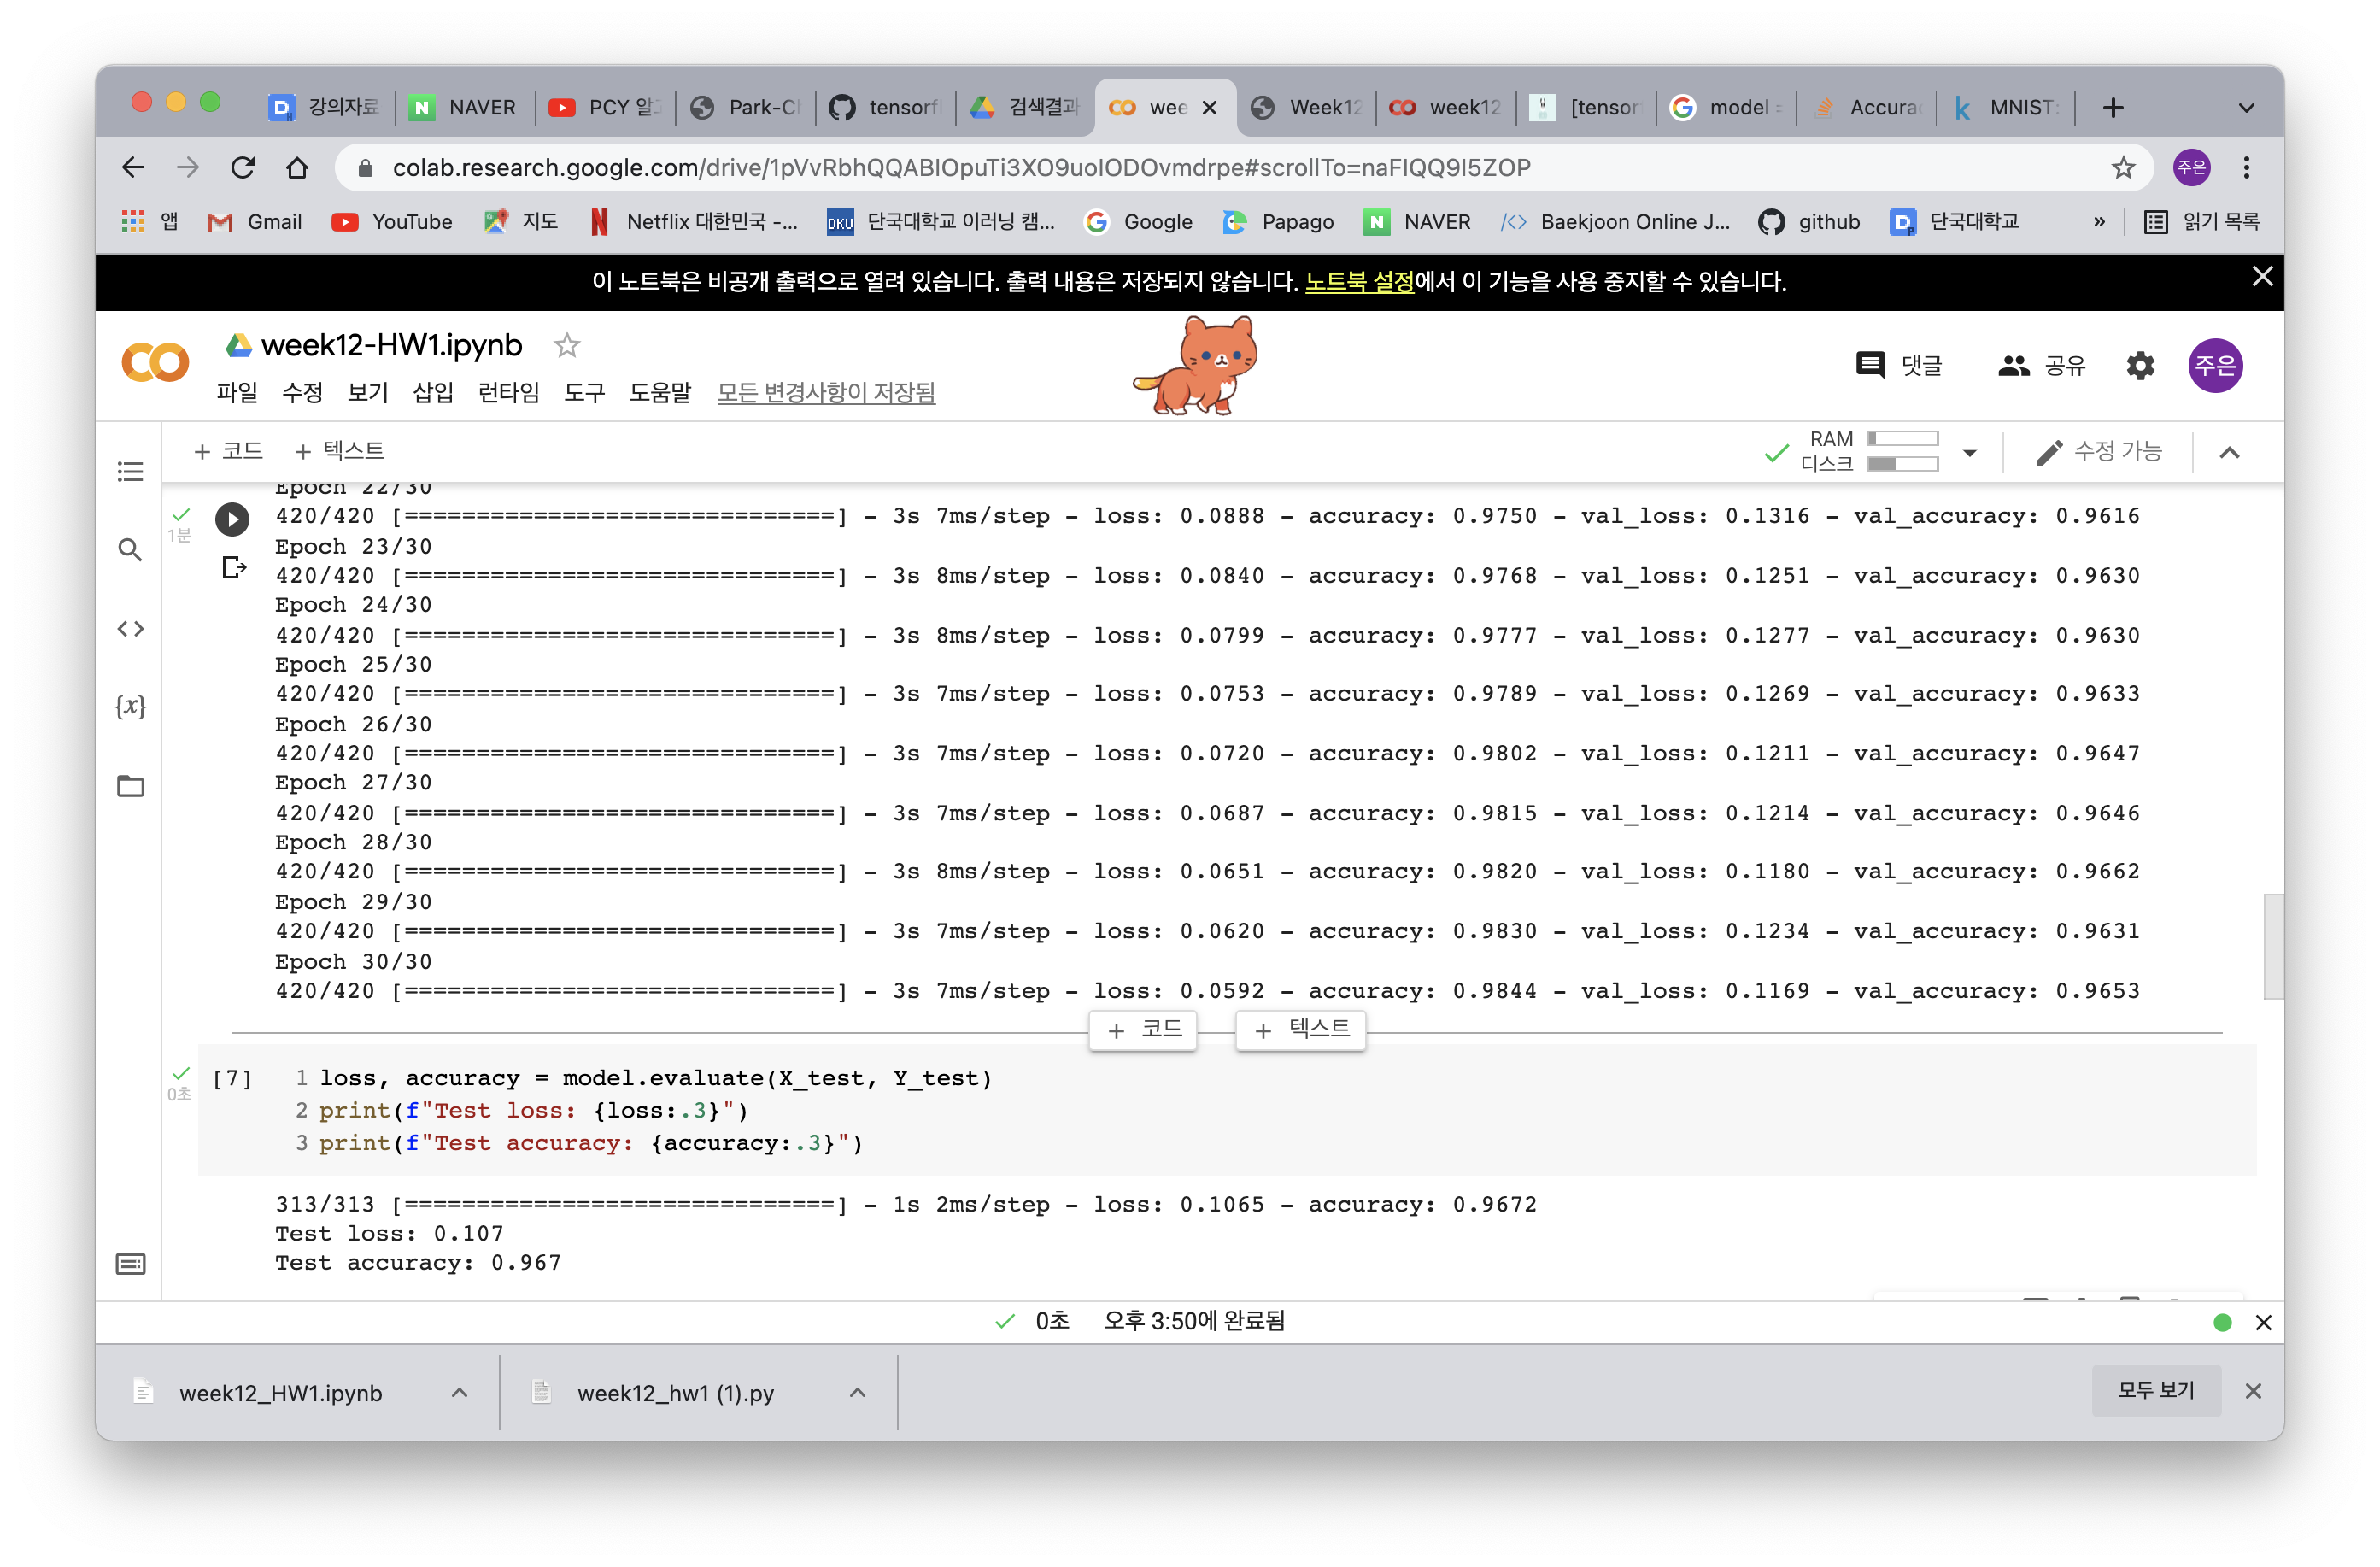 강의자료
NAVER
PCY 알고
Park-Ch
tensorfl
검색결과
wee
Week12
week12
[tensor
model =
Accurac
MNIST:
colab.research.google.com/drive/1pVvRbhQQABIOpuTi3XO9uoIODOvmdrpe#scrollTo=naFIQQ9I5ZOP
주은
앱
Gmail
YouTube
지도
Netflix 대한민국 -...
DKU 단국대학교 이러닝 캠...
Google
Papago
NAVER
Baekjoon Online J...
github
단국대학교
»
읽기 목록
이 노트북은 비공개 출력으로 열려 있습니다. 출력 내용은 저장되지 않습니다. 노트북 설정에서 이 기능을 사용 중지할 수 있습니다.
week12-HW1.ipynb
파일 수정 보기 삽입 런타임 도구 도움말 모든 변경사항이 저장됨
댓글
공유
주은
+ 코드 + 텍스트
RAM
디스크
수정 가능
1분
Epoch 22/30
420/420 [==============================] - 3s 7ms/step - loss: 0.0888 - accuracy: 0.9750 - val_loss: 0.1316 - val_accuracy: 0.9616
Epoch 23/30
420/420 [==============================] - 3s 8ms/step - loss: 0.0840 - accuracy: 0.9768 - val_loss: 0.1251 - val_accuracy: 0.9630
Epoch 24/30
420/420 [==============================] - 3s 8ms/step - loss: 0.0799 - accuracy: 0.9777 - val_loss: 0.1277 - val_accuracy: 0.9630
Epoch 25/30
420/420 [==============================] - 3s 7ms/step - loss: 0.0753 - accuracy: 0.9789 - val_loss: 0.1269 - val_accuracy: 0.9633
Epoch 26/30
420/420 [==============================] - 3s 7ms/step - loss: 0.0720 - accuracy: 0.9802 - val_loss: 0.1211 - val_accuracy: 0.9647
Epoch 27/30
420/420 [==============================] - 3s 7ms/step - loss: 0.0687 - accuracy: 0.9815 - val_loss: 0.1214 - val_accuracy: 0.9646
Epoch 28/30
420/420 [==============================] - 3s 8ms/step - loss: 0.0651 - accuracy: 0.9820 - val_loss: 0.1180 - val_accuracy: 0.9662
Epoch 29/30
420/420 [==============================] - 3s 7ms/step - loss: 0.0620 - accuracy: 0.9830 - val_loss: 0.1234 - val_accuracy: 0.9631
Epoch 30/30
420/420 [==============================] - 3s 7ms/step - loss: 0.0592 - accuracy: 0.9844 - val_loss: 0.1169 - val_accuracy: 0.9653
+ 코드 + 텍스트
0초
[7]
1 loss, accuracy = model.evaluate(X_test, Y_test)
2 print(f"Test loss: {loss:.3}")
3 print(f"Test accuracy: {accuracy:.3}")
313/313 [==============================] - 1s 2ms/step - loss: 0.1065 - accuracy: 0.9672
Test loss: 0.107
Test accuracy: 0.967
0초 오후 3:50에 완료됨
week12_HW1.ipynb
week12_hw1 (1).py
모두 보기